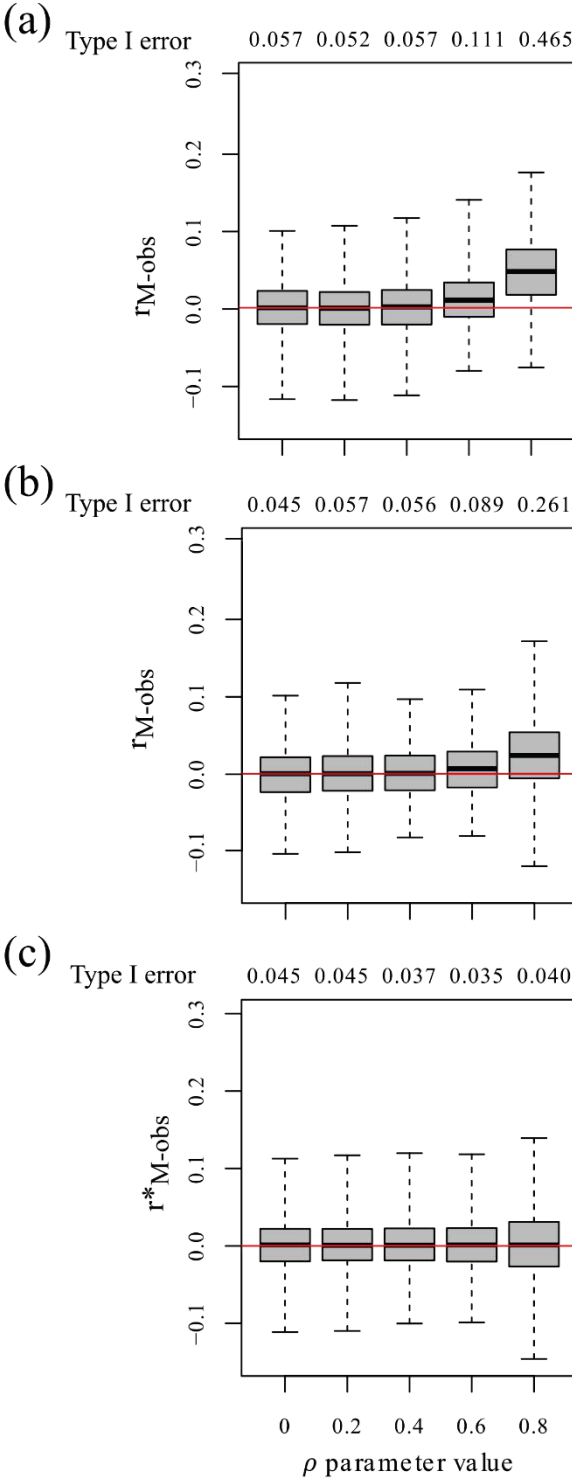 (a)
Type I error 0.057 0.052 0.057 0.111 0.465
0.3
0.2
0.1
0.0
−0.1
rM-obs
(b)
Type I error 0.045 0.057 0.056 0.089 0.261
0.3
0.2
0.1
0.0
−0.1
rM-obs
(c)
Type I error 0.045 0.045 0.037 0.035 0.040
0.3
0.2
0.1
0.0
−0.1
r*M-obs
0 0.2 0.4 0.6 0.8
ρ parameter value